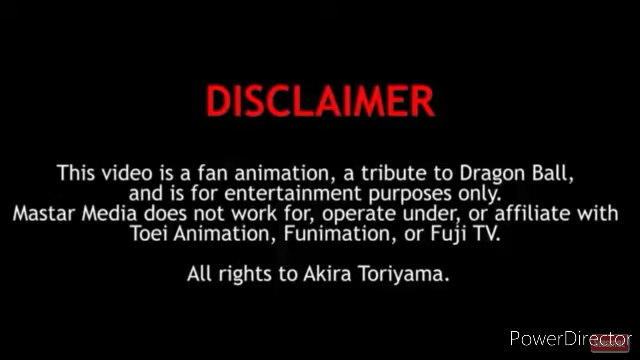 DISCLAIMER
This video is a fan animation, a tribute to Dragon Ball,
and is for entertainment purposes only.
Mastar Media does not work for, operate under, or affiliate with
Toei Animation, Funimation, or Fuji TV.
All rights to Akira Toriyama.
PowerDirector